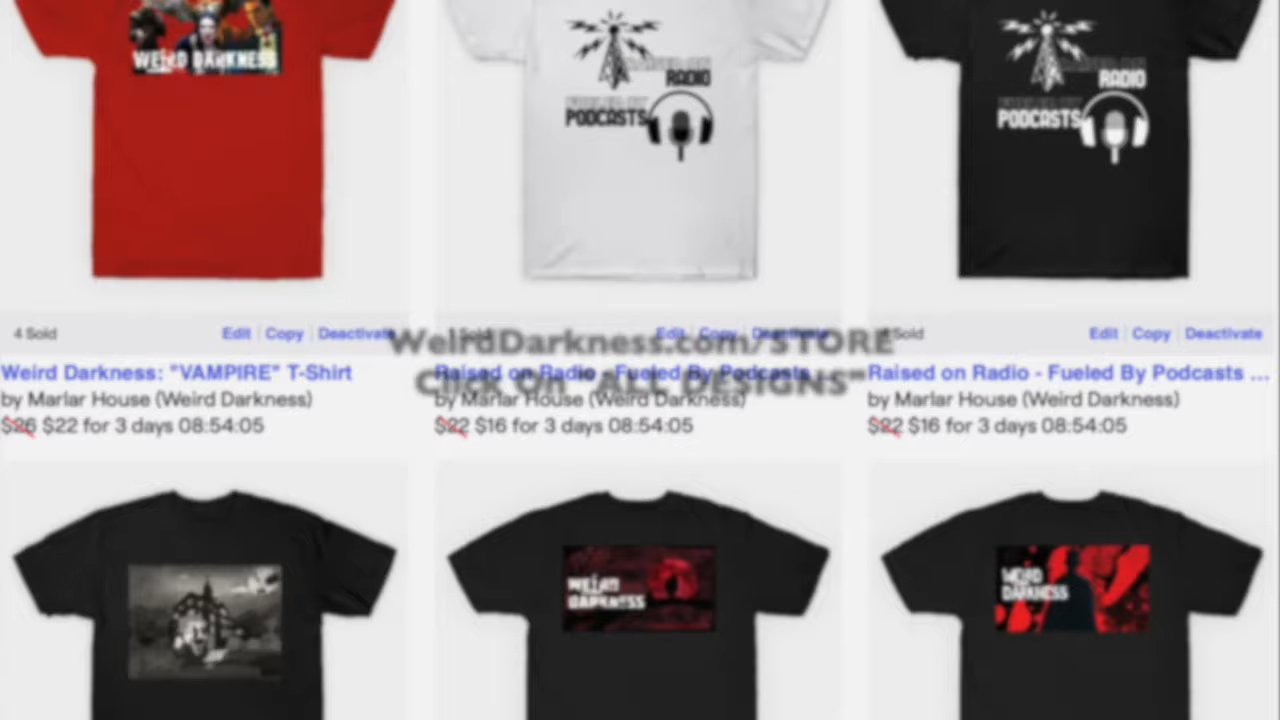 WEIRD DARKNESS
RADIO
PODCASTS
RADIO
PODCASTS
4 Sold
Edit Copy Deactivate
Sold
Edit Copy Deactivate
Sold
Edit Copy Deactivate
WeirdDarkness.com/STORE
Click On "ALL DESIGNS"
Weird Darkness: "VAMPIRE" T-Shirt
by Marlar House (Weird Darkness)
$26 $22 for 3 days 08:54:05
Raised on Radio - Fueled By Podcasts
by Marlar House (Weird Darkness)
$22 $16 for 3 days 08:54:05
Raised on Radio - Fueled By Podcasts ...
by Marlar House (Weird Darkness)
$22 $16 for 3 days 08:54:05
WEIRD
DARKNESS
WEIRD
DARKNESS